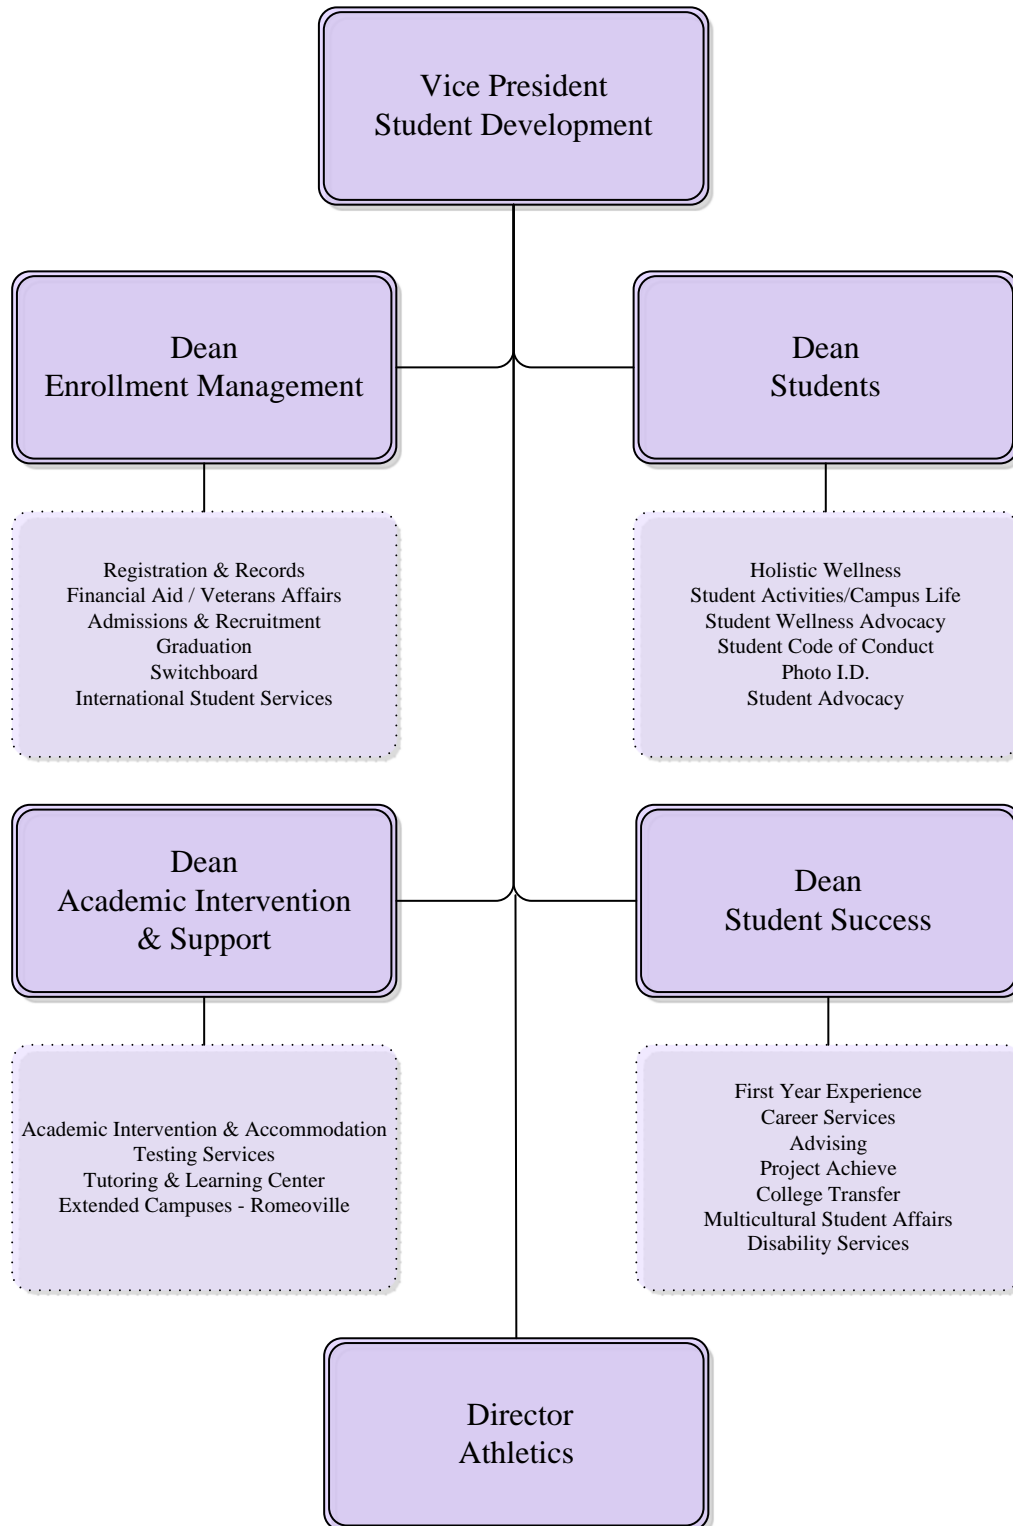 Vice President
Student Development
Dean
Enrollment Management
Dean
Students
Registration & Records
Financial Aid / Veterans Affairs
Admissions & Recruitment
Graduation
Switchboard
International Student Services
Holistic Wellness
Student Activities/Campus Life
Student Wellness Advocacy
Student Code of Conduct
Photo I.D.
Student Advocacy
Dean
Academic Intervention
& Support
Dean
Student Success
Academic Intervention & Accommodation
Testing Services
Tutoring & Learning Center
Extended Campuses - Romeoville
First Year Experience
Career Services
Advising
Project Achieve
College Transfer
Multicultural Student Affairs
Disability Services
Director
Athletics